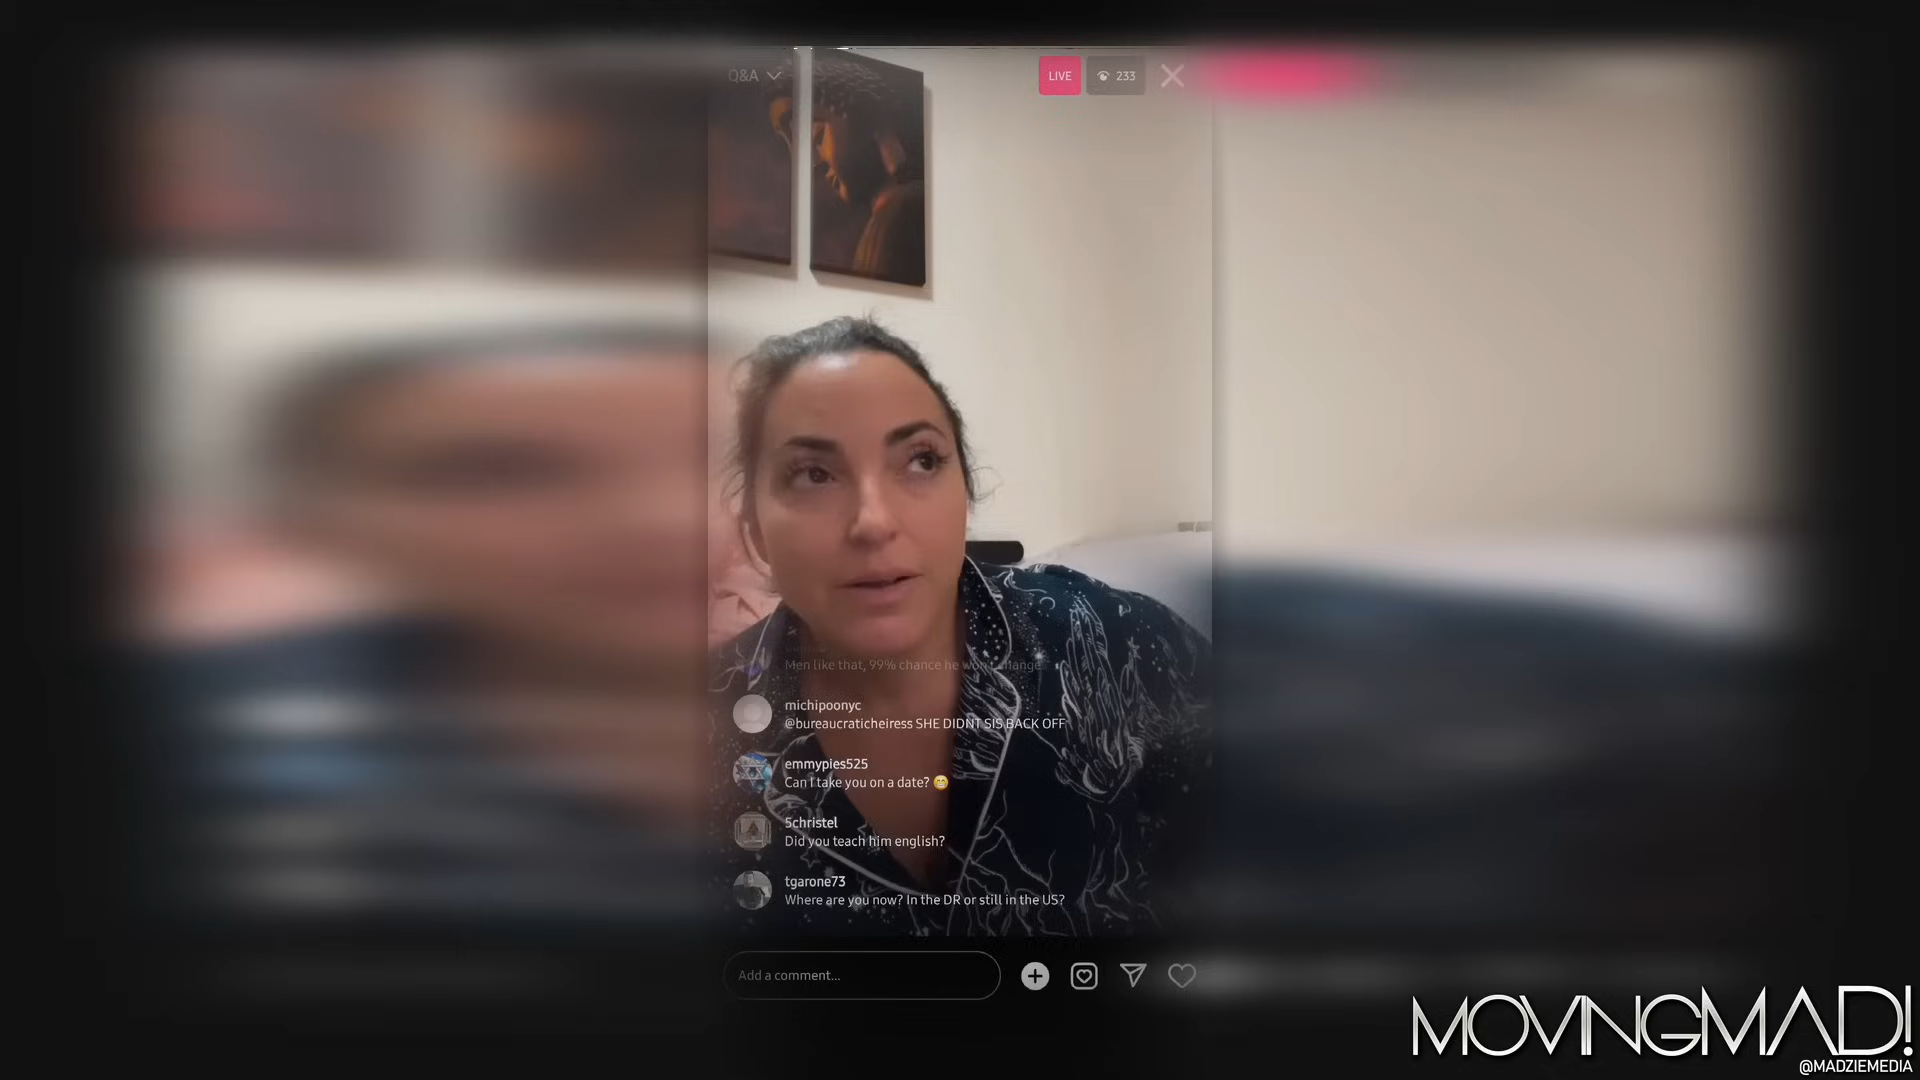 Q&A
LIVE
233
Men like that, 99% chance he won't change
michipoonyc
@bureaucraticheiress SHE DIDNT SIS BACK OFF
emmypies525
Can I take you on a date? 😁
5christel
Did you teach him english?
tgarone73
Where are you now? In the DR or still in the US?
Add a comment...
MOVINGMAD!
@MADZIEMEDIA